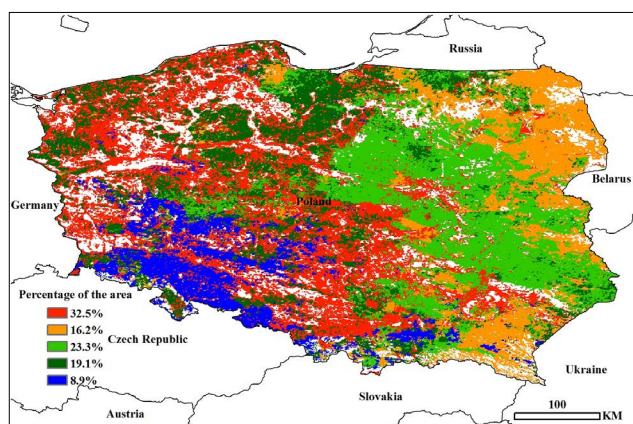 Russia
Belarus
Germany
Poland
Percentage of the area
32.5%
16.2%
Czech Republic
23.3%
19.1%
8.9%
Ukraine
Slovakia
Austria
100
KM